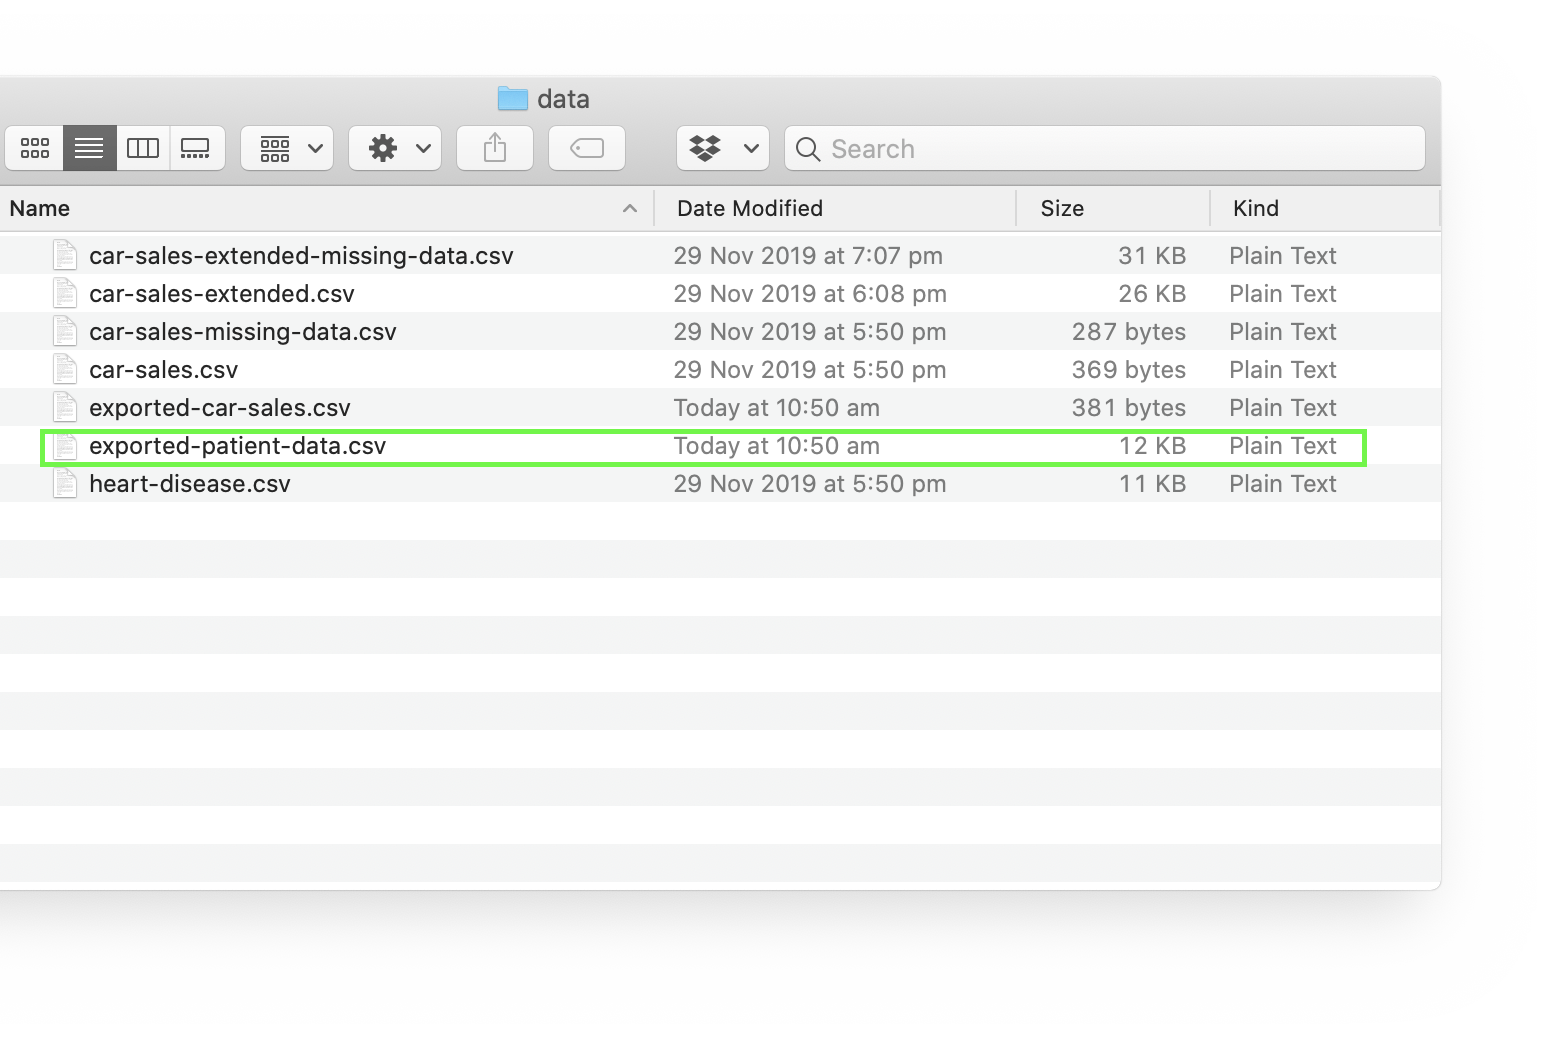 data
Search
Name Date Modified Size Kind
car-sales-extended-missing-data.csv 29 Nov 2019 at 7:07 pm 31 KB Plain Text
car-sales-extended.csv 29 Nov 2019 at 6:08 pm 26 KB Plain Text
car-sales-missing-data.csv 29 Nov 2019 at 5:50 pm 287 bytes Plain Text
car-sales.csv 29 Nov 2019 at 5:50 pm 369 bytes Plain Text
exported-car-sales.csv Today at 10:50 am 381 bytes Plain Text
exported-patient-data.csv Today at 10:50 am 12 KB Plain Text
heart-disease.csv 29 Nov 2019 at 5:50 pm 11 KB Plain Text